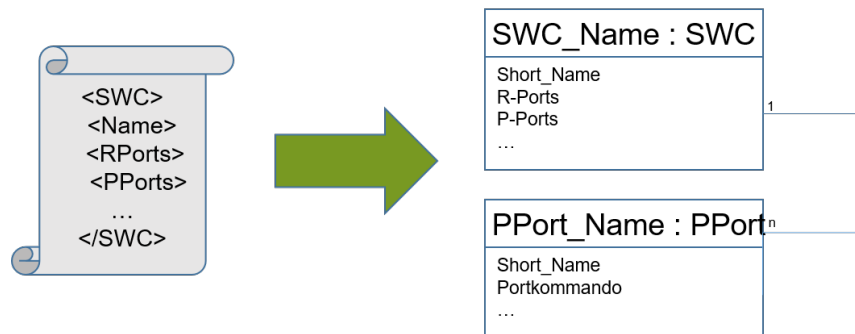 <SWC>
<Name>
<RPorts>
<PPorts>
…
</SWC>
SWC_Name : SWC
Short_Name
R-Ports
P-Ports
…
1
PPort_Name : PPort
n
Short_Name
Portkommando
…